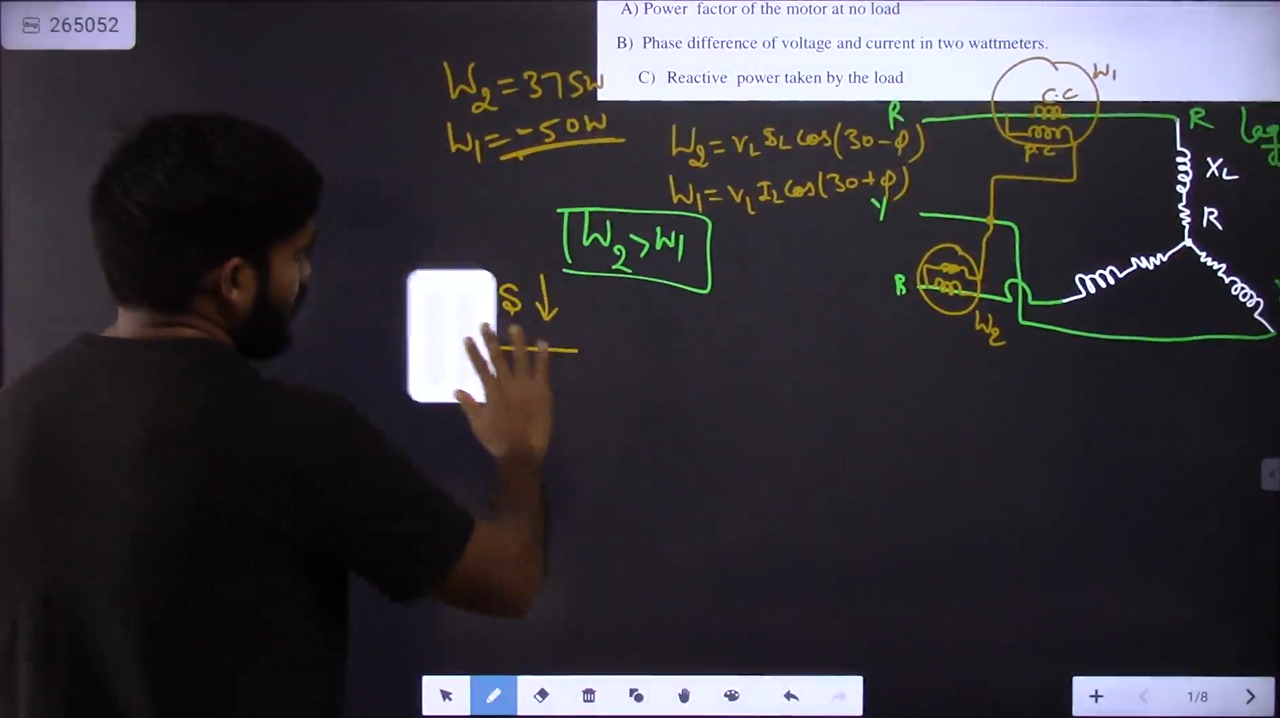 265052
A) Power factor of the motor at no load
B) Phase difference of voltage and current in two wattmeters.
C) Reactive power taken by the load
W₂ = 375W
W₁ = -50W
W₂ = VL IL cos(30-φ)
W₁ = VL IL cos(30+φ)
W₂ > W₁
S ↓
R
C.C
P.C
W₁
R
XL
R
Y
B
W₂
1/8